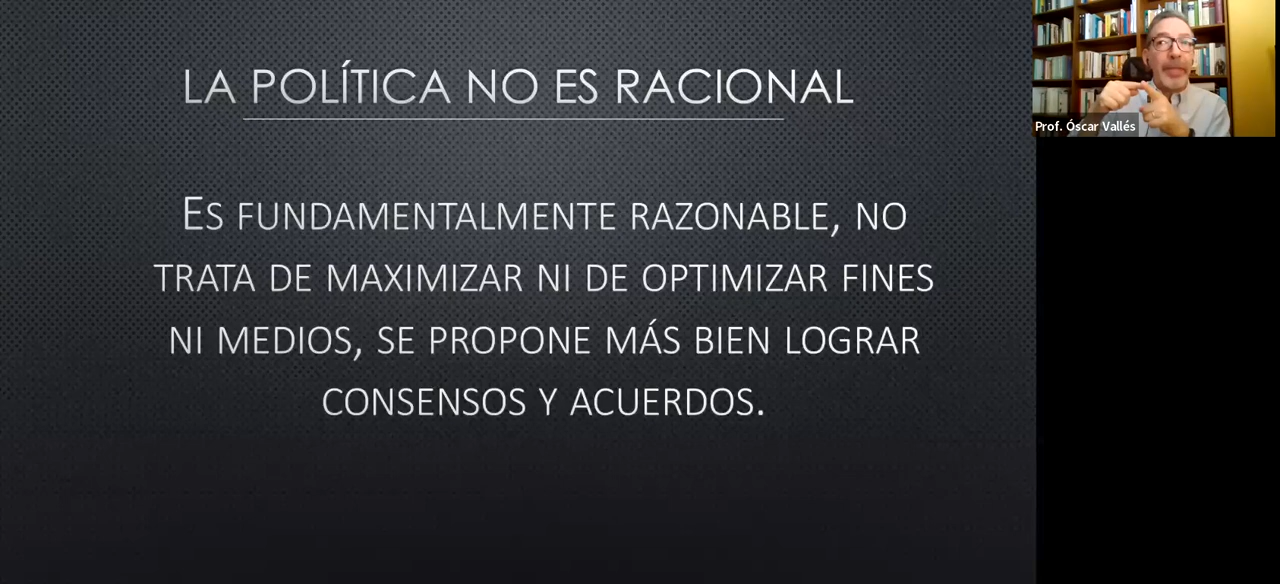 LA POLÍTICA NO ES RACIONAL
ES FUNDAMENTALMENTE RAZONABLE, NO
TRATA DE MAXIMIZAR NI DE OPTIMIZAR FINES
NI MEDIOS, SE PROPONE MÁS BIEN LOGRAR
CONSENSOS Y ACUERDOS.
Prof. Óscar Vallés